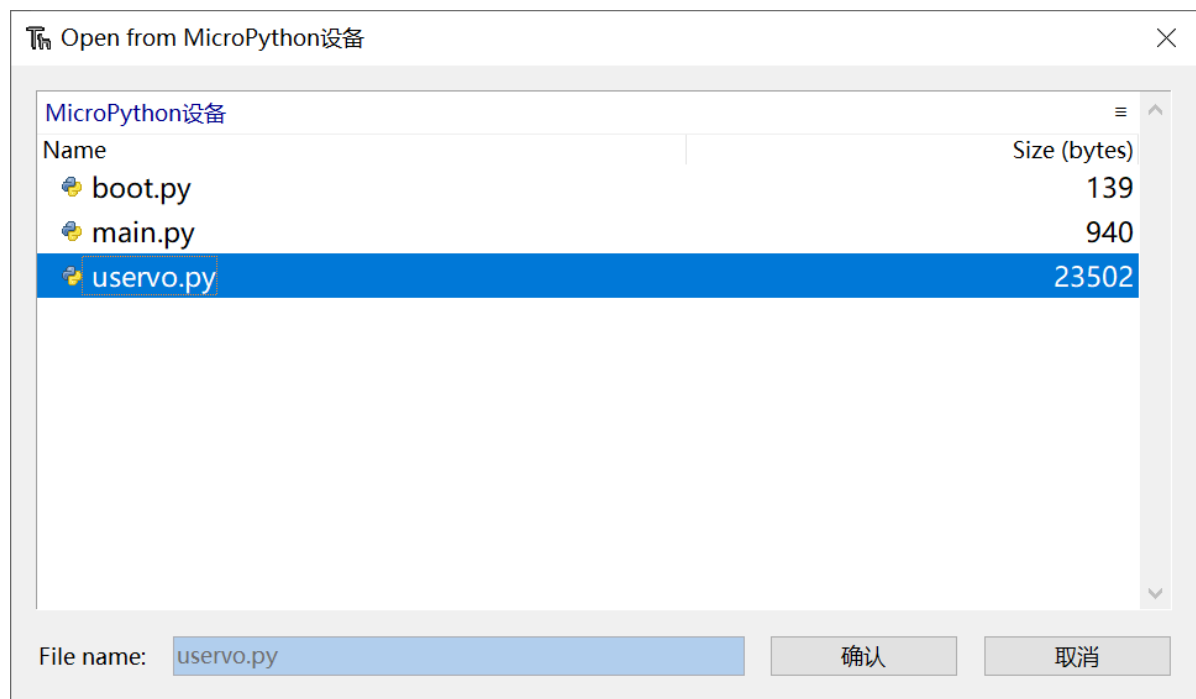 Open from MicroPython设备
MicroPython设备
Name Size (bytes)
boot.py 139
main.py 940
uservo.py 23502
File name: uservo.py 确认 取消